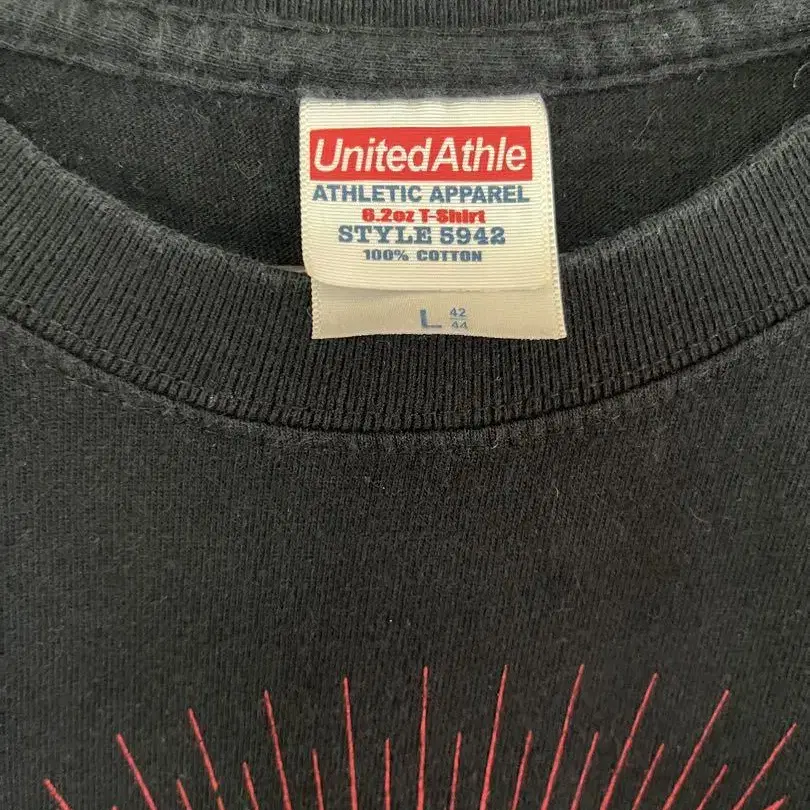 UnitedAthle
ATHLETIC APPAREL
6.2oz T-Shirt
STYLE 5942
100% COTTON
L 42
44